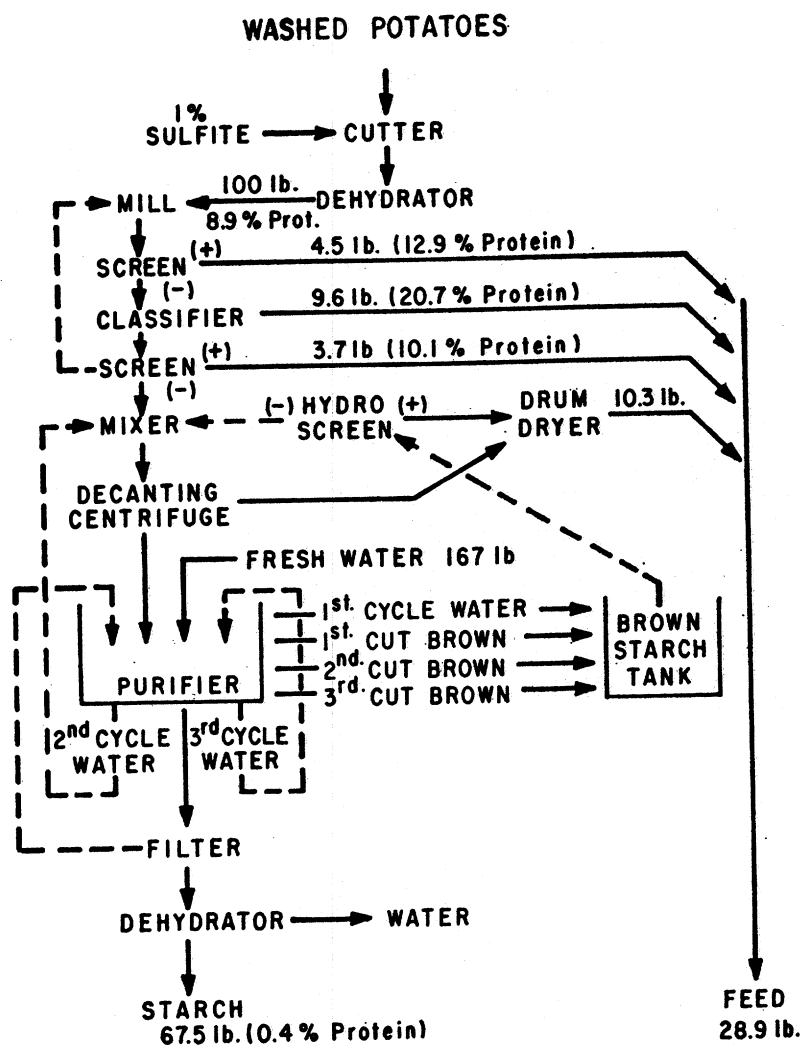 WASHED POTATOES
1%
SULFITE
CUTTER
100 lb.
MILL
DEHYDRATOR
8.9% Prot.
SCREEN (+)
4.5 lb. (12.9% Protein)
(-)
CLASSIFIER
9.6 lb. (20.7% Protein)
SCREEN (+)
3.7 lb (10.1% Protein)
(-)
MIXER
(-) HYDRO (+)
SCREEN
DRUM
DRYER
10.3 lb.
DECANTING
CENTRIFUGE
FRESH WATER 167 lb
1st. CYCLE WATER
1st. CUT BROWN
2nd. CUT BROWN
3rd. CUT BROWN
BROWN
STARCH
TANK
PURIFIER
2nd CYCLE
WATER
3rd CYCLE
WATER
FILTER
DEHYDRATOR
WATER
STARCH
67.5 lb. (0.4% Protein)
FEED
28.9 lb.